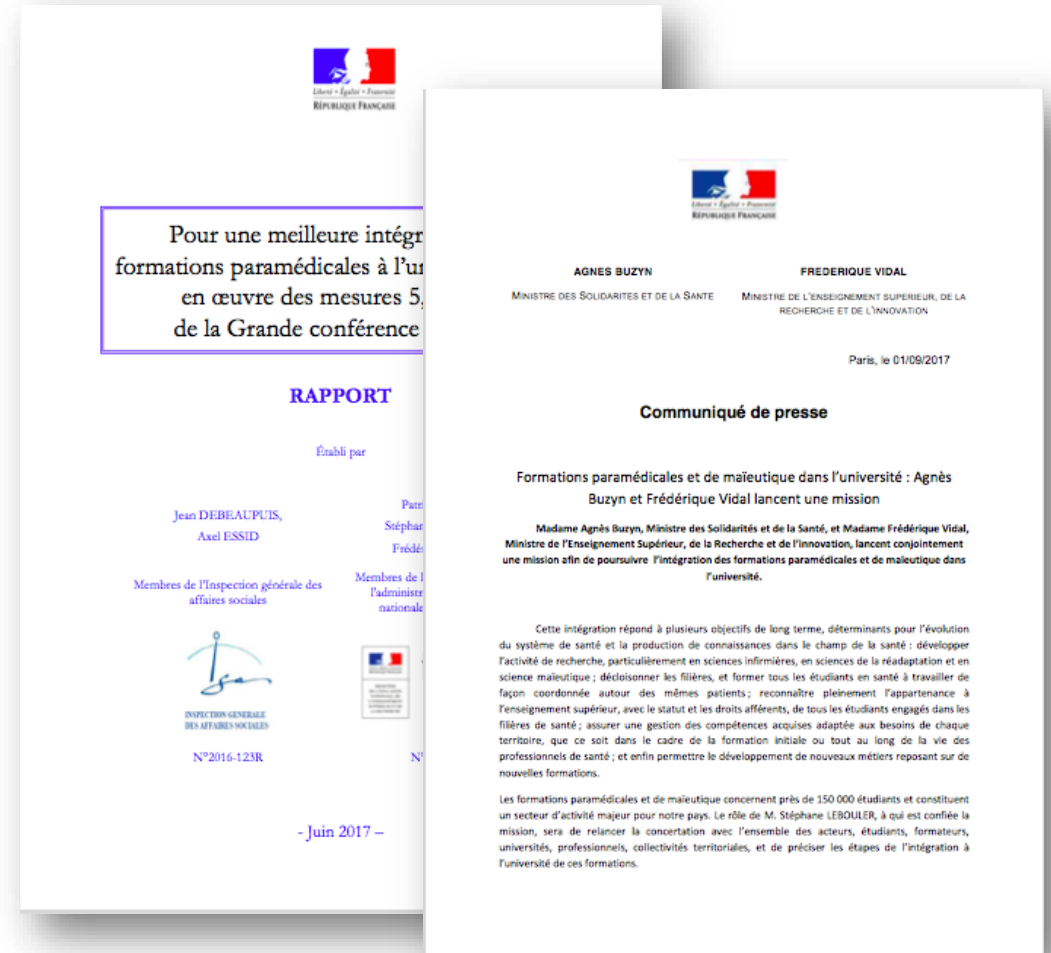 Liberté • Égalité • Fraternité
RÉPUBLIQUE FRANÇAISE
Pour une meilleure intégr
formations paramédicales à l'u
en œuvre des mesures 5,
de la Grande conférence
RAPPORT
Établi par
Jean DEBEAUPUIS,
Axel ESSID
Patri
Stéphan
Frédé
Membres de l'Inspection générale des
affaires sociales
Membres de l
l'administr
nationale
INSPECTION GENERALE
DES AFFAIRES SOCIALES
N°2016-123R
N°
- Juin 2017 –
Liberté • Égalité • Fraternité
RÉPUBLIQUE FRANÇAISE
AGNES BUZYN
MINISTRE DES SOLIDARITES ET DE LA SANTE
FREDERIQUE VIDAL
MINISTRE DE L'ENSEIGNEMENT SUPERIEUR, DE LA
RECHERCHE ET DE L'INNOVATION
Paris, le 01/09/2017
Communiqué de presse
Formations paramédicales et de maïeutique dans l'université : Agnès
Buzyn et Frédérique Vidal lancent une mission
Madame Agnès Buzyn, Ministre des Solidarités et de la Santé, et Madame Frédérique Vidal,
Ministre de l'Enseignement Supérieur, de la Recherche et de l'innovation, lancent conjointement
une mission afin de poursuivre l'intégration des formations paramédicales et de maïeutique dans
l'université.
Cette intégration répond à plusieurs objectifs de long terme, déterminants pour l'évolution
du système de santé et la production de connaissances dans le champ de la santé : développer
l'activité de recherche, particulièrement en sciences infirmières, en sciences de la réadaptation et en
science maïeutique ; décloisonner les filières, et former tous les étudiants en santé à travailler de
façon coordonnée autour des mêmes patients ; reconnaître pleinement l'appartenance à
l'enseignement supérieur, avec le statut et les droits afférents, de tous les étudiants engagés dans les
filières de santé ; assurer une gestion des compétences acquises adaptée aux besoins de chaque
territoire, que ce soit dans le cadre de la formation initiale ou tout au long de la vie des
professionnels de santé ; et enfin permettre le développement de nouveaux métiers reposant sur de
nouvelles formations.
Les formations paramédicales et de maïeutique concernent près de 150 000 étudiants et constituent
un secteur d'activité majeur pour notre pays. Le rôle de M. Stéphane LEBOULER, à qui est confiée la
mission, sera de relancer la concertation avec l'ensemble des acteurs, étudiants, formateurs,
universités, professionnels, collectivités territoriales, et de préciser les étapes de l'intégration à
l'université de ces formations.